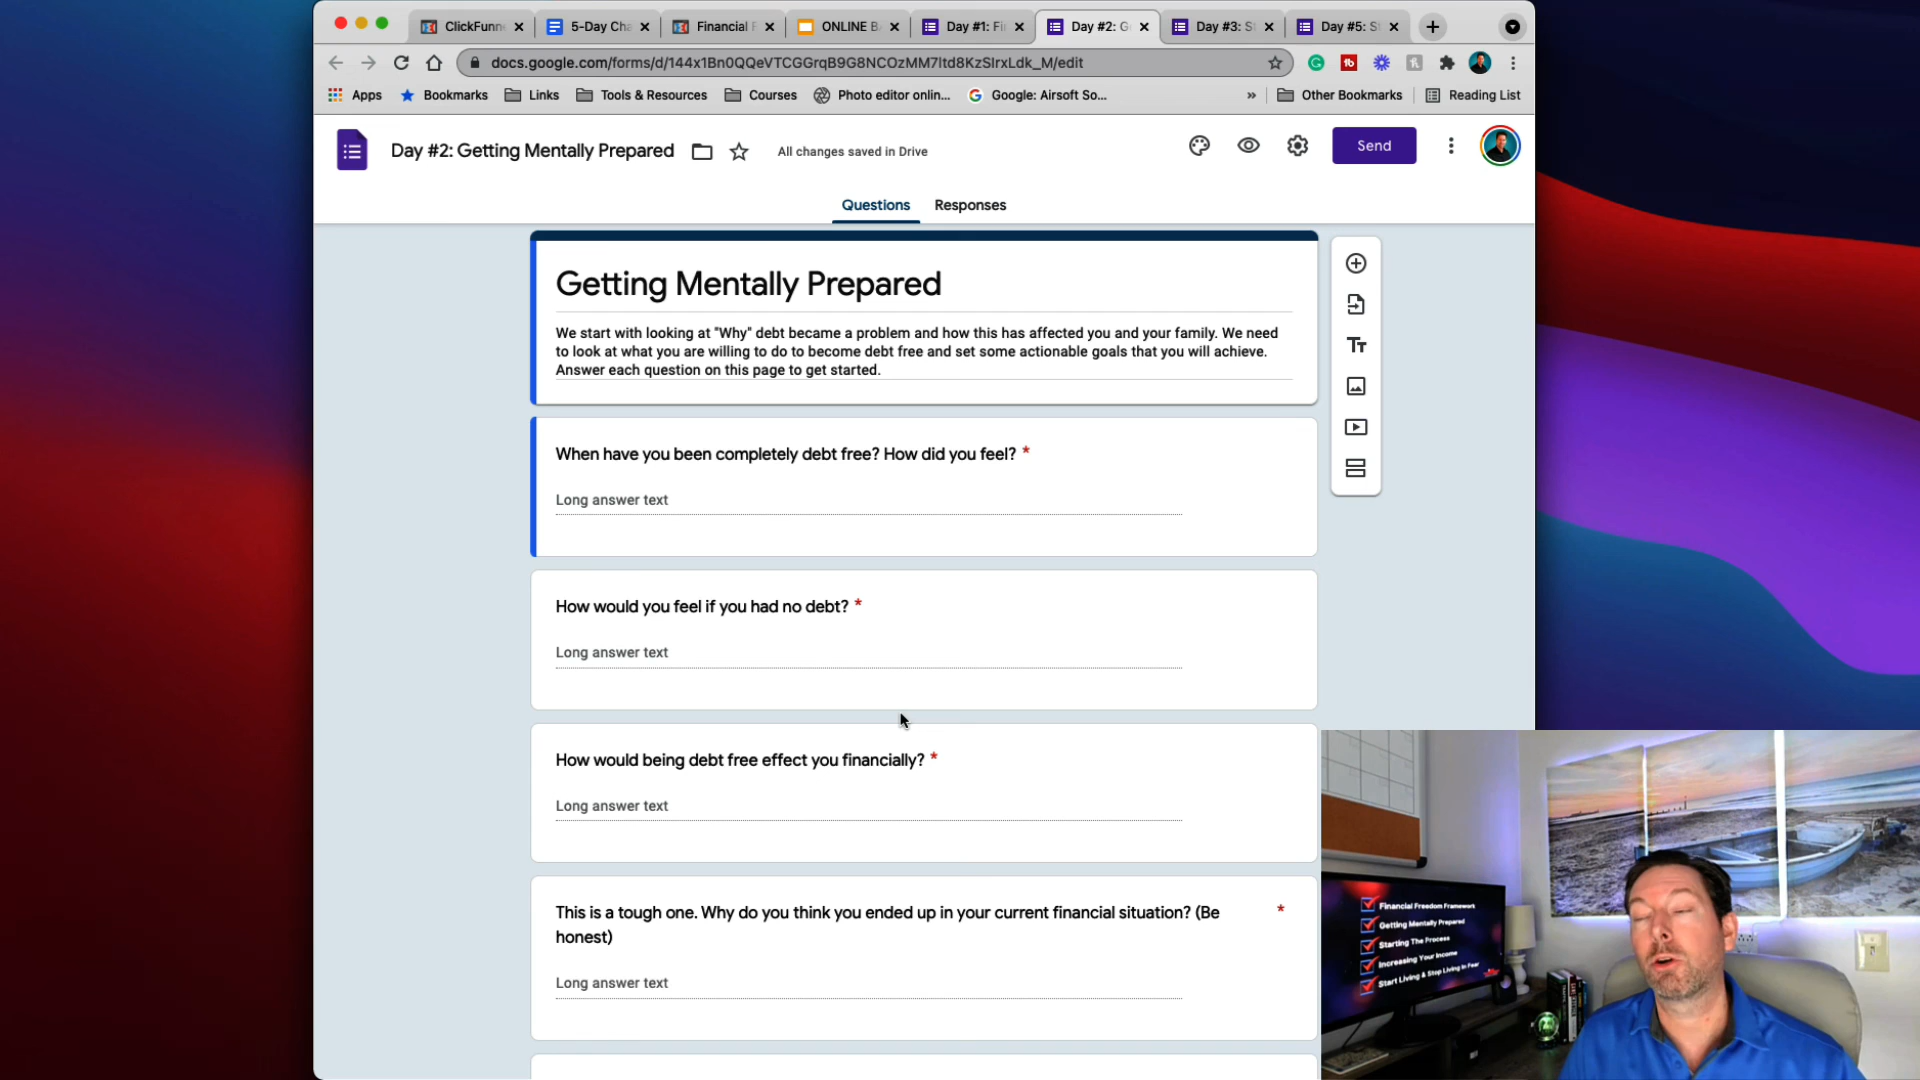 ClickFunn
5-Day Cha
Financial F
ONLINE B
Day #1: Fi
Day #2: G
Day #3: S
Day #5: S
docs.google.com/forms/d/144x1Bn0QQeVTCGGrqB9G8NCOzMM7ltd8KzSIrxLdk_M/edit
Apps
Bookmarks
Links
Tools & Resources
Courses
Photo editor onlin...
Google: Airsoft So...
»
Other Bookmarks
Reading List
Day #2: Getting Mentally Prepared
All changes saved in Drive
Send
Questions
Responses
Getting Mentally Prepared
We start with looking at "Why" debt became a problem and how this has affected you and your family. We need
to look at what you are willing to do to become debt free and set some actionable goals that you will achieve.
Answer each question on this page to get started.
When have you been completely debt free? How did you feel? *
Long answer text
How would you feel if you had no debt? *
Long answer text
How would being debt free effect you financially? *
Long answer text
This is a tough one. Why do you think you ended up in your current financial situation? (Be *
honest)
Long answer text
Financial Freedom Framework
Getting Mentally Prepared
Starting The Process
Increasing Your Income
Start Living & Stop Living In Fear